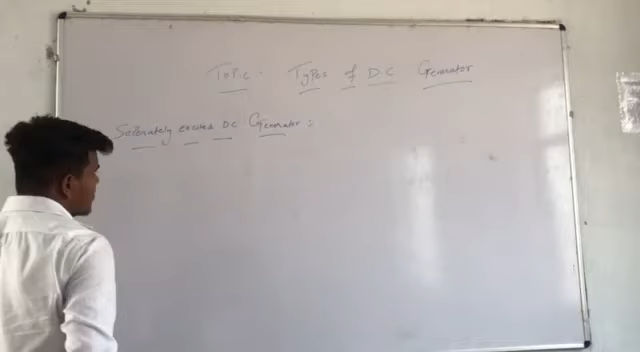 Topic - Types of D.C Generator
Seperately excited DC Generator :